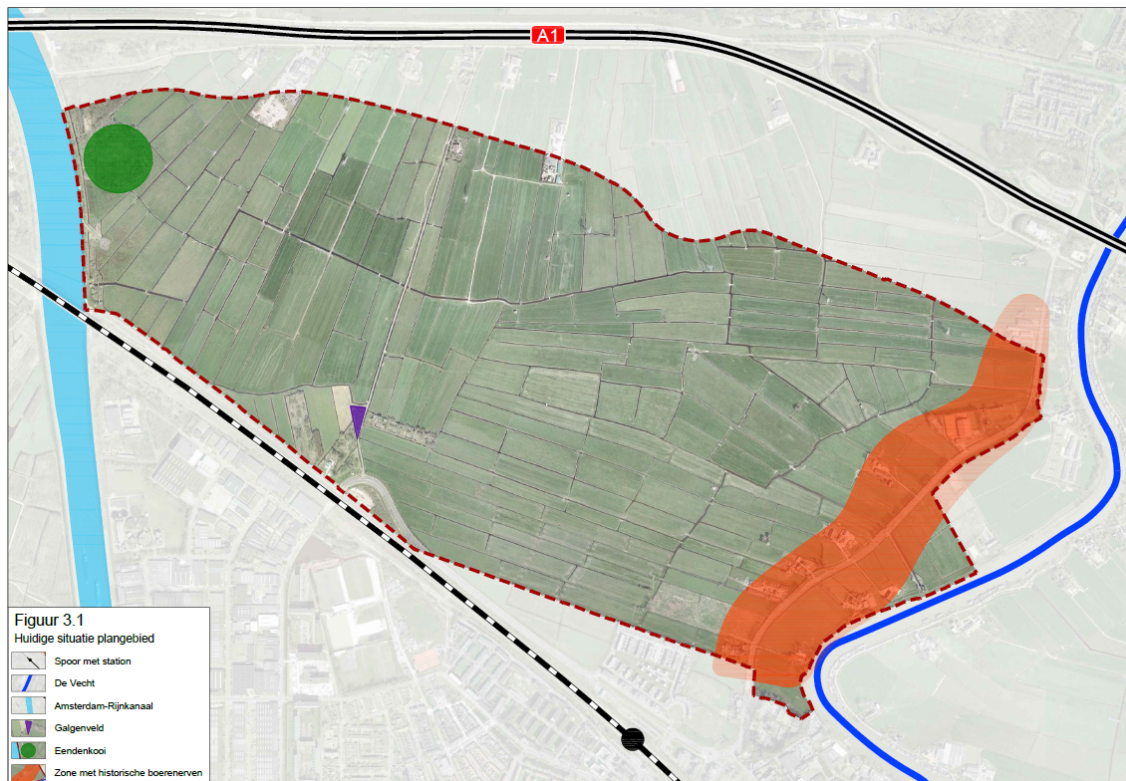 A1
Figuur 3.1
Huidige situatie plangebied
Spoor met station
De Vecht
Amsterdam-Rijnkanaal
Galgenveld
Eendenkooi
Zone met historische boerenerven